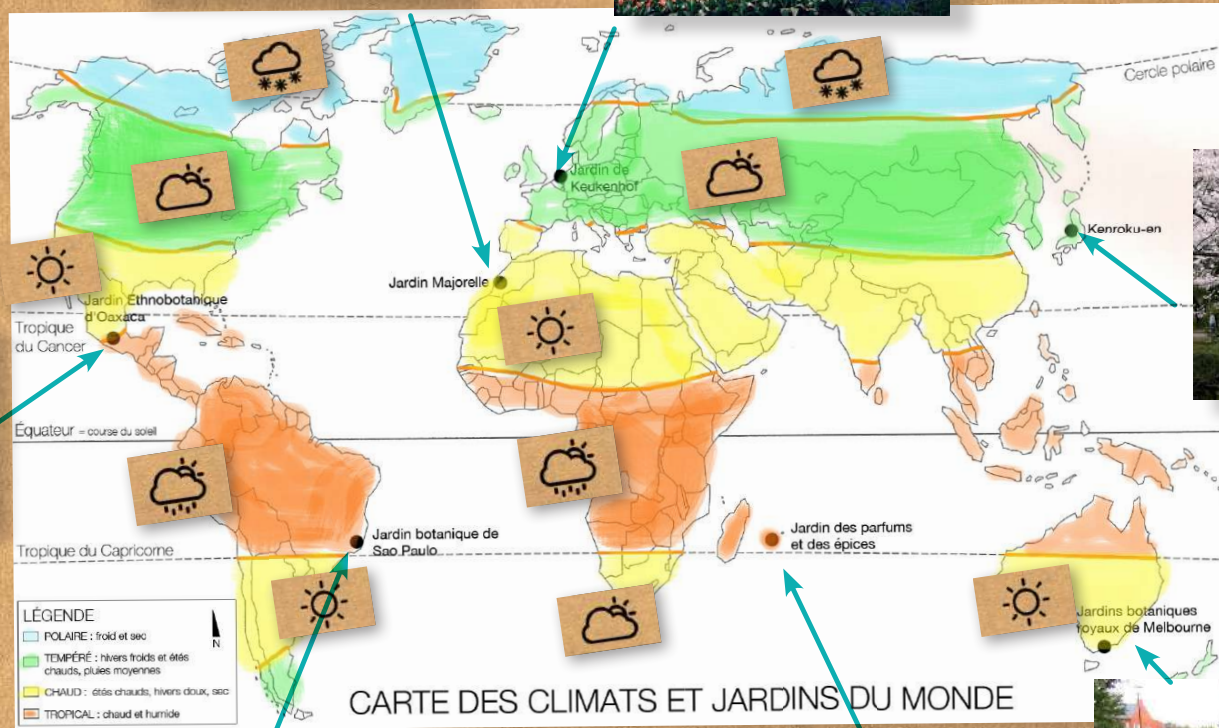 Cercle polaire
Jardin de
Keukenhof
Kenroku-en
Jardin Majorelle
Jardin Ethnobotanique
d'Oaxaca
Tropique
du Cancer
Équateur = course du soleil
Jardin botanique de
Sao Paulo
Jardin des parfums
et des épices
Tropique du Capricorne
Jardins botaniques
royaux de Melbourne
LÉGENDE
N
POLAIRE : froid et sec
TEMPÉRÉ : hivers froids et étés
chauds, pluies moyennes
CHAUD : étés chauds, hivers doux, sec
TROPICAL : chaud et humide
CARTE DES CLIMATS ET JARDINS DU MONDE